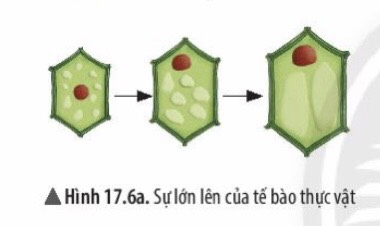 ▲ Hình 17.6a. Sự lớn lên của tế bào thực vật